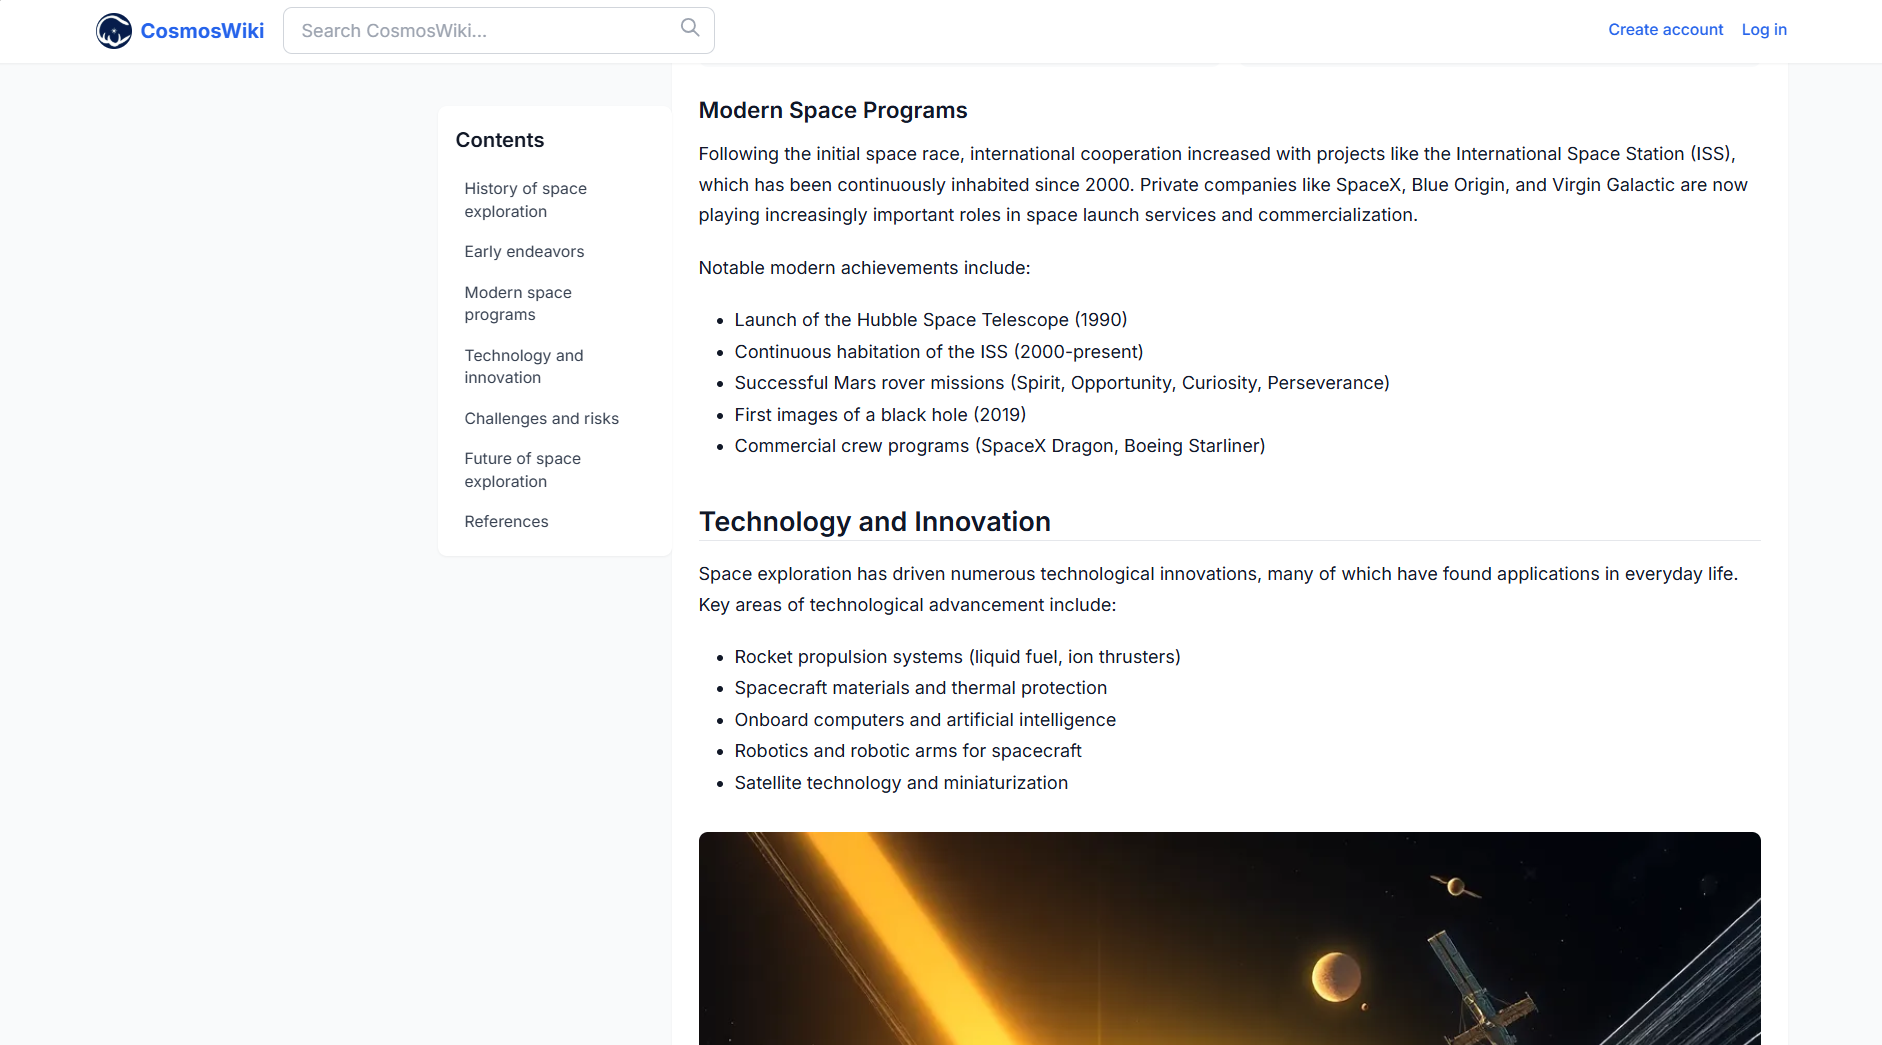 CosmosWiki
Search CosmosWiki...
Create account
Log in
Contents
History of space
exploration
Early endeavors
Modern space
programs
Technology and
innovation
Challenges and risks
Future of space
exploration
References
Modern Space Programs
Following the initial space race, international cooperation increased with projects like the International Space Station (ISS),
which has been continuously inhabited since 2000. Private companies like SpaceX, Blue Origin, and Virgin Galactic are now
playing increasingly important roles in space launch services and commercialization.
Notable modern achievements include:
• Launch of the Hubble Space Telescope (1990)
• Continuous habitation of the ISS (2000-present)
• Successful Mars rover missions (Spirit, Opportunity, Curiosity, Perseverance)
• First images of a black hole (2019)
• Commercial crew programs (SpaceX Dragon, Boeing Starliner)
Technology and Innovation
Space exploration has driven numerous technological innovations, many of which have found applications in everyday life.
Key areas of technological advancement include:
• Rocket propulsion systems (liquid fuel, ion thrusters)
• Spacecraft materials and thermal protection
• Onboard computers and artificial intelligence
• Robotics and robotic arms for spacecraft
• Satellite technology and miniaturization